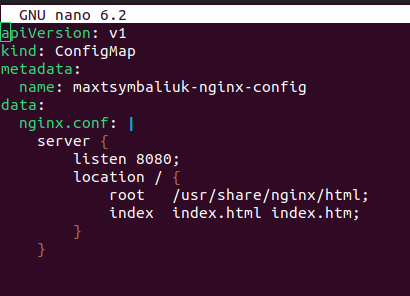 GNU nano 6.2
apiVersion: v1
kind: ConfigMap
metadata:
  name: maxtsymbaliuk-nginx-config
data:
  nginx.conf: |
    server {
        listen 8080;
        location / {
            root   /usr/share/nginx/html;
            index  index.html index.htm;
        }
    }